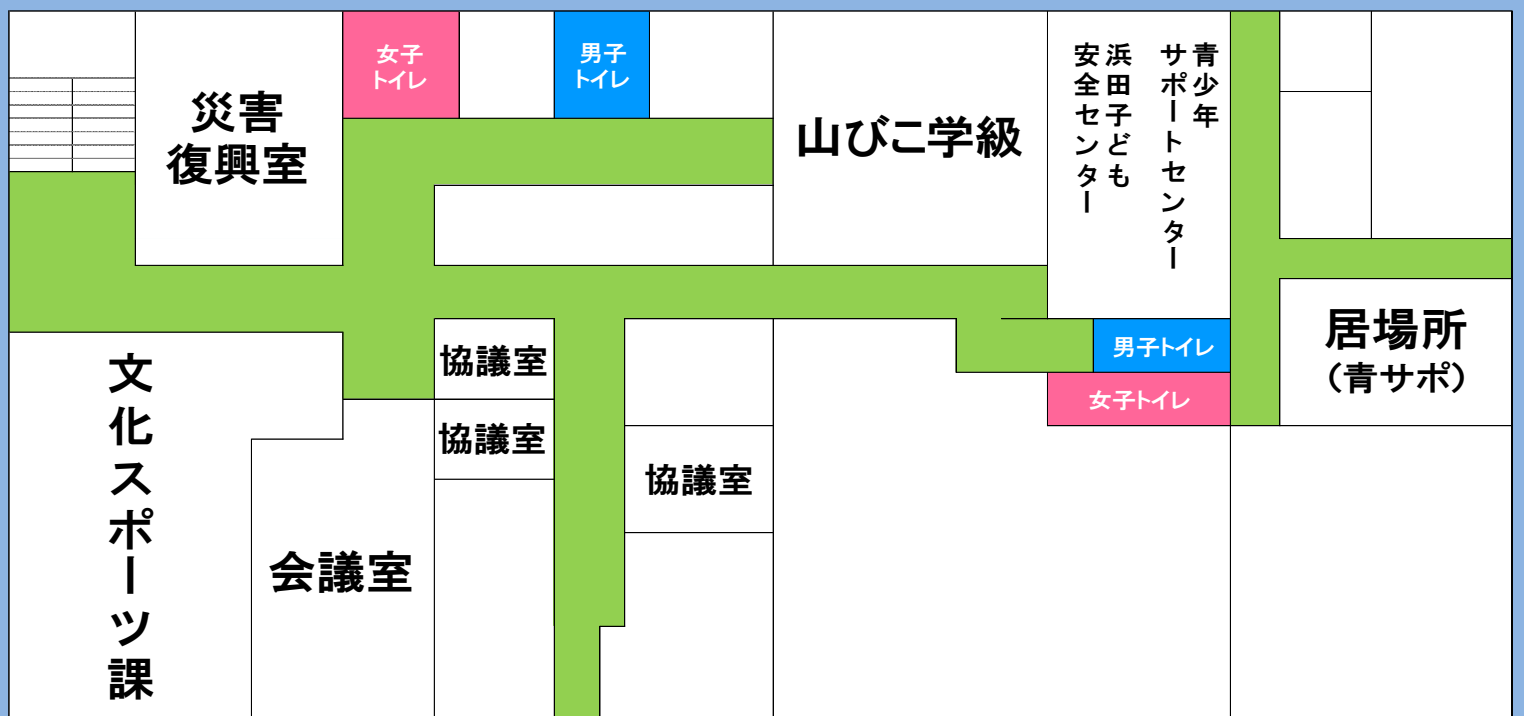 災害
復興室
女子
トイレ
男子
トイレ
山びこ学級
青少年
サポートセンター
浜田子ども
安全センター
男子トイレ
女子トイレ
居場所
（青サポ）
文化スポーツ課
会議室
協議室
協議室
協議室